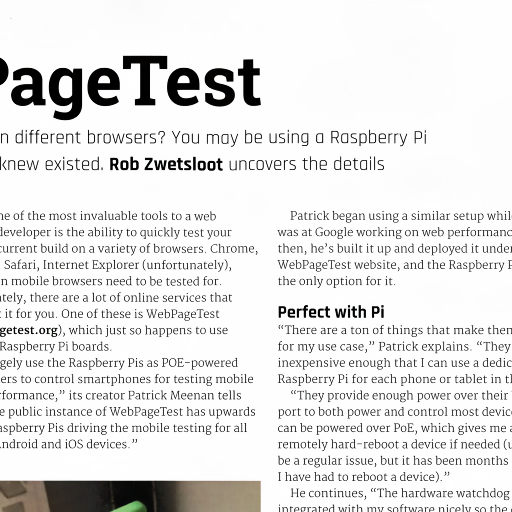 PageTest
n different browsers? You may be using a Raspberry Pi
knew existed. Rob Zwetsloot uncovers the details
ne of the most invaluable tools to a web
developer is the ability to quickly test your
current build on a variety of browsers. Chrome,
Safari, Internet Explorer (unfortunately),
n mobile browsers need to be tested for.
ately, there are a lot of online services that
t it for you. One of these is WebPageTest
getest.org), which just so happens to use
Raspberry Pi boards.
gely use the Raspberry Pis as POE-powered
ers to control smartphones for testing mobile
rformance,” its creator Patrick Meenan tells
e public instance of WebPageTest has upwards
aspberry Pis driving the mobile testing for all
Android and iOS devices.”
Patrick began using a similar setup whil
was at Google working on web performanc
then, he’s built it up and deployed it unde
WebPageTest website, and the Raspberry P
the only option for it.
Perfect with Pi
“There are a ton of things that make them
for my use case,” Patrick explains. “They
inexpensive enough that I can use a dedic
Raspberry Pi for each phone or tablet in th
“They provide enough power over their
port to both power and control most device
can be powered over PoE, which gives me a
remotely hard-reboot a device if needed (u
be a regular issue, but it has been months
I have had to reboot a device).”
He continues, “The hardware watchdog
integrated with my software nicely so the